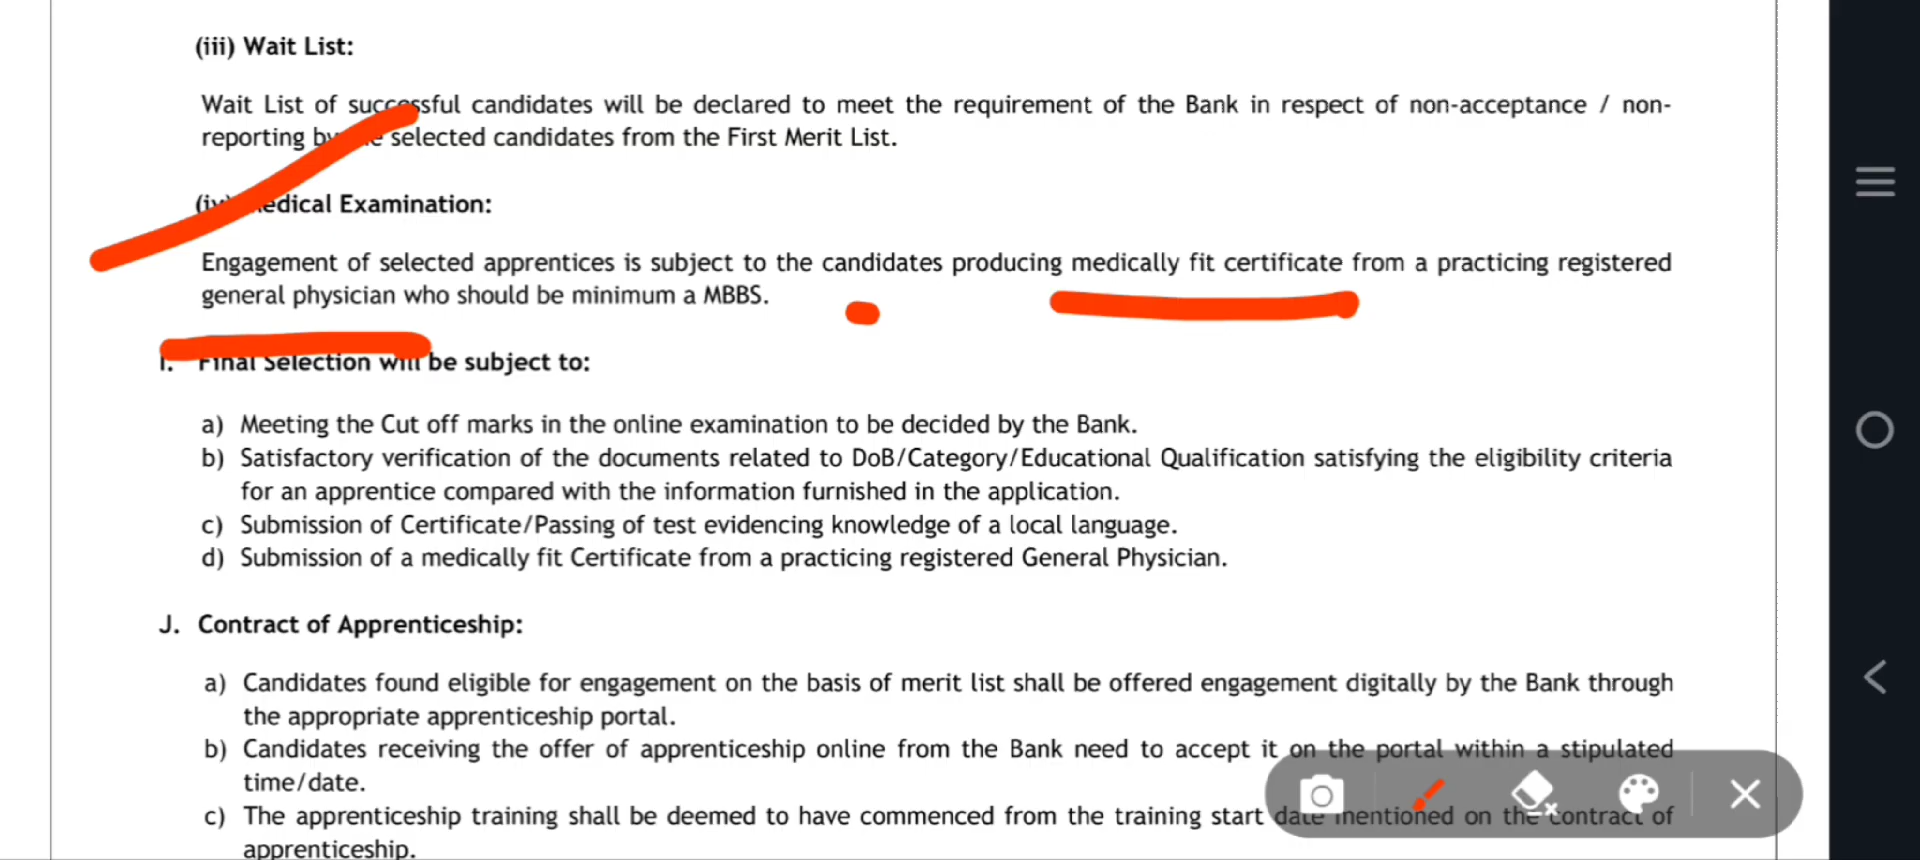 (iii) Wait List:
Wait List of successful candidates will be declared to meet the requirement of the Bank in respect of non-acceptance / non-
reporting by selected candidates from the First Merit List.
(iv) Medical Examination:
Engagement of selected apprentices is subject to the candidates producing medically fit certificate from a practicing registered
general physician who should be minimum a MBBS.
I. Final Selection will be subject to:
a) Meeting the Cut off marks in the online examination to be decided by the Bank.
b) Satisfactory verification of the documents related to DoB/Category/Educational Qualification satisfying the eligibility criteria
for an apprentice compared with the information furnished in the application.
c) Submission of Certificate/Passing of test evidencing knowledge of a local language.
d) Submission of a medically fit Certificate from a practicing registered General Physician.
J. Contract of Apprenticeship:
a) Candidates found eligible for engagement on the basis of merit list shall be offered engagement digitally by the Bank through
the appropriate apprenticeship portal.
b) Candidates receiving the offer of apprenticeship online from the Bank need to accept it on the portal within a stipulated
time/date.
c) The apprenticeship training shall be deemed to have commenced from the training start date mentioned on the contract of
apprenticeship.